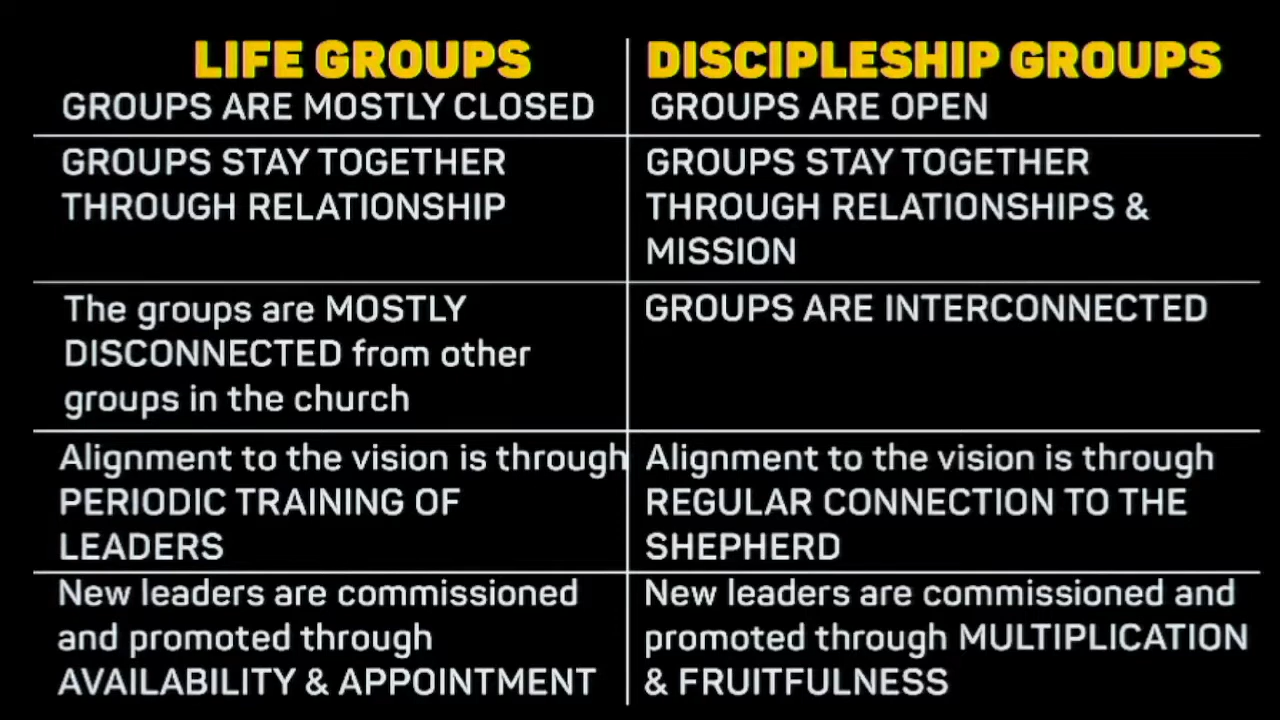 LIFE GROUPS
GROUPS ARE MOSTLY CLOSED
GROUPS STAY TOGETHER
THROUGH RELATIONSHIP
The groups are MOSTLY
DISCONNECTED from other
groups in the church
Alignment to the vision is through
PERIODIC TRAINING OF
LEADERS
New leaders are commissioned
and promoted through
AVAILABILITY & APPOINTMENT
DISCIPLESHIP GROUPS
GROUPS ARE OPEN
GROUPS STAY TOGETHER
THROUGH RELATIONSHIPS &
MISSION
GROUPS ARE INTERCONNECTED
Alignment to the vision is through
REGULAR CONNECTION TO THE
SHEPHERD
New leaders are commissioned and
promoted through MULTIPLICATION
& FRUITFULNESS